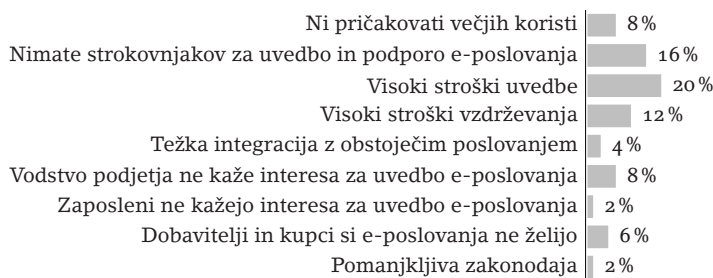 Ni pričakovati večjih koristi 8%
Nimate strokovnjakov za uvedbo in podporo e-poslovanja 16%
Visoki stroški uvedbe 20%
Visoki stroški vzdrževanja 12%
Težka integracija z obstoječim poslovanjem 4%
Vodstvo podjetja ne kaže interesa za uvedbo e-poslovanja 8%
Zaposleni ne kažejo interesa za uvedbo e-poslovanja 2%
Dobavitelji in kupci si e-poslovanja ne želijo 6%
Pomanjkljiva zakonodaja 2%